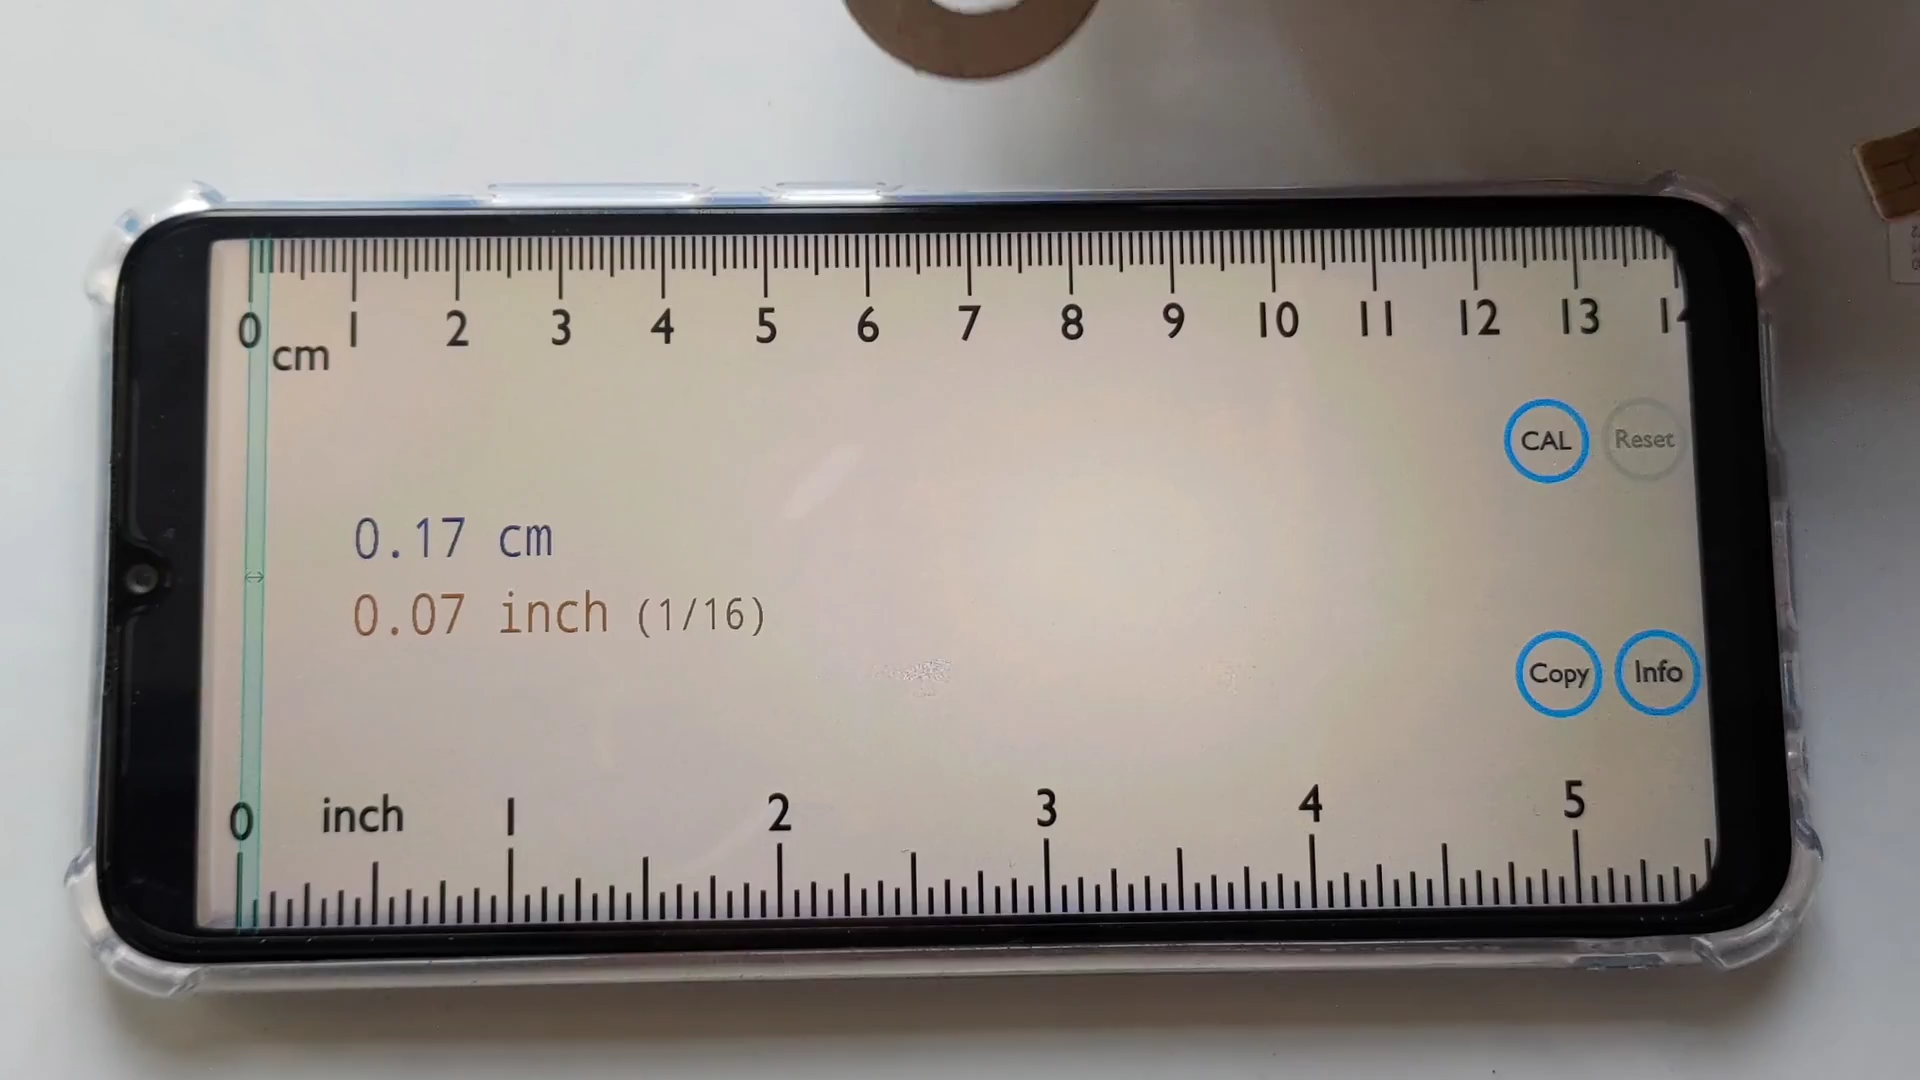 0 1 2 3 4 5 6 7 8 9 10 11 12 13
cm
CAL Reset
0.17 cm
0.07 inch (1/16)
Copy Info
0 inch 1 2 3 4 5